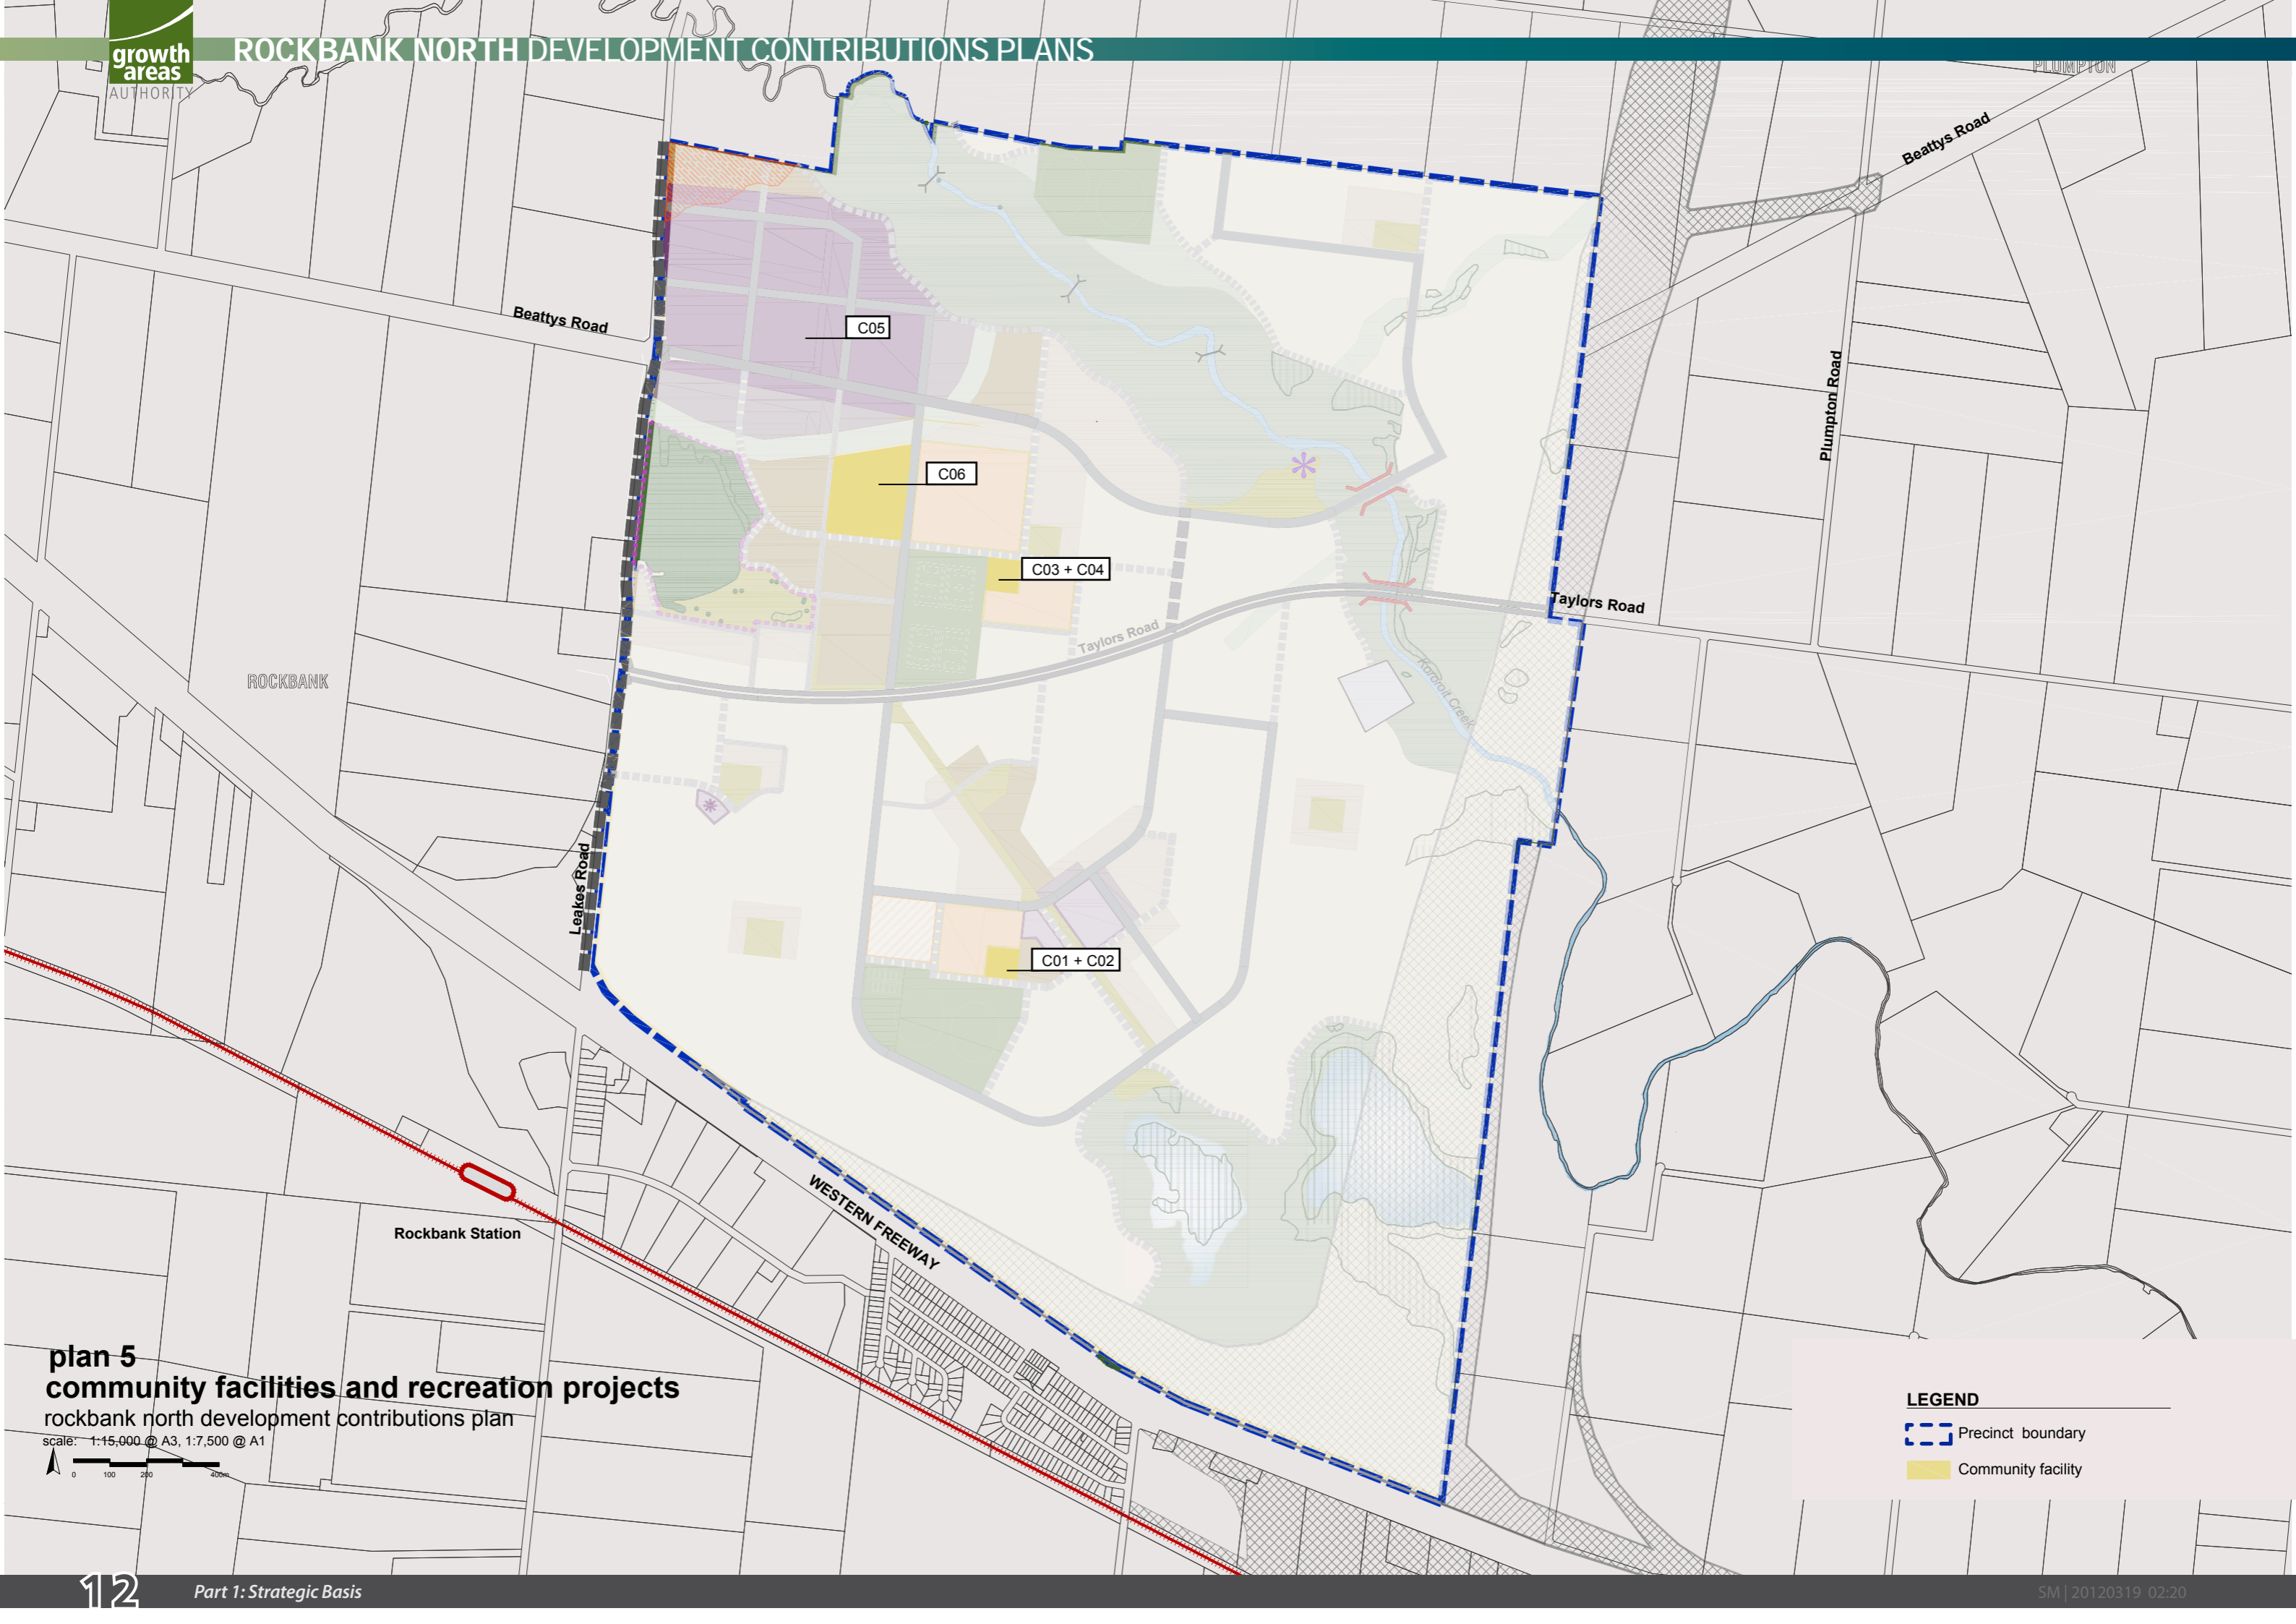 growth
areas
AUTHORITY
ROCKBANK NORTH DEVELOPMENT CONTRIBUTIONS PLANS
PLUMPTON
Beattys Road
Beattys Road
C05
Plumpton Road
C06
C03 + C04
Taylors Road
Taylors Road
ROCKBANK
Kororoit Creek
Leakes Road
C01 + C02
WESTERN FREEWAY
Rockbank Station
plan 5
community facilities and recreation projects
rockbank north development contributions plan
scale: 1:15,000 @ A3, 1:7,500 @ A1
0 100 200 400m
LEGEND
Precinct boundary
Community facility
12 Part 1: Strategic Basis
SM | 20120319 02:20